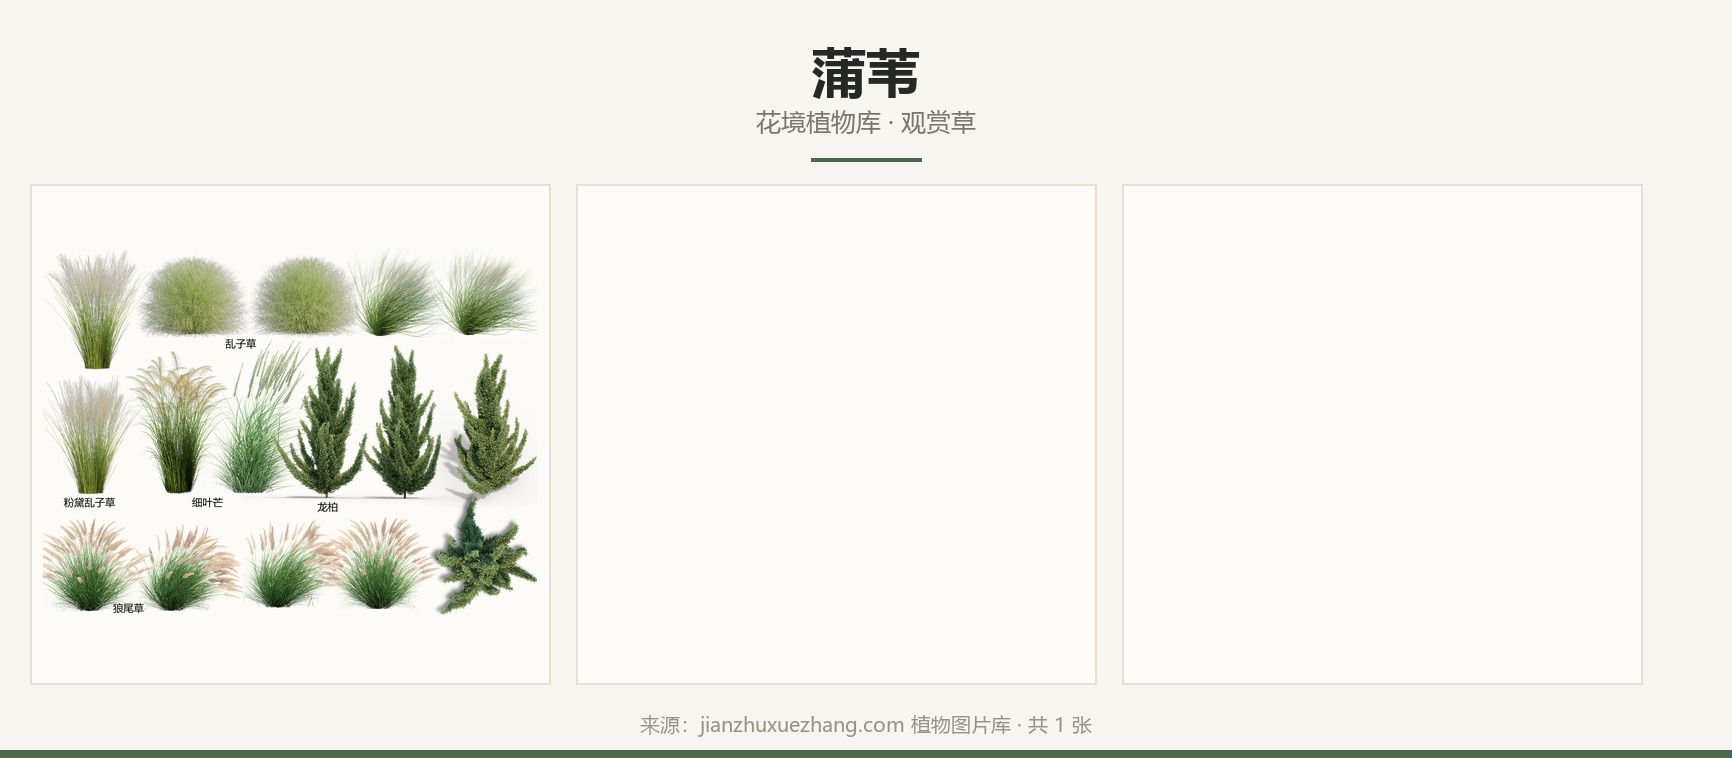 蒲苇
花境植物库 · 观赏草
乱子草
粉黛乱子草
细叶芒
龙柏
狼尾草
来源：jianzhuxuezhang.com 植物图片库 · 共 1 张